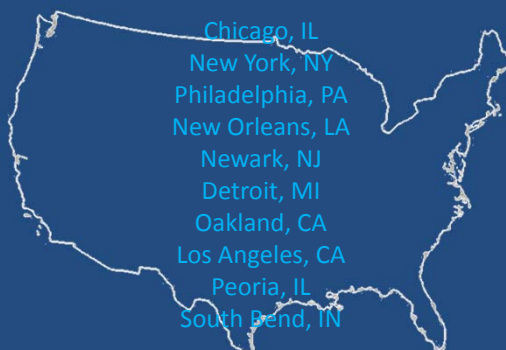 Chicago, IL
New York, NY
Philadelphia, PA
New Orleans, LA
Newark, NJ
Detroit, MI
Oakland, CA
Los Angeles, CA
Peoria, IL
South Bend, IN